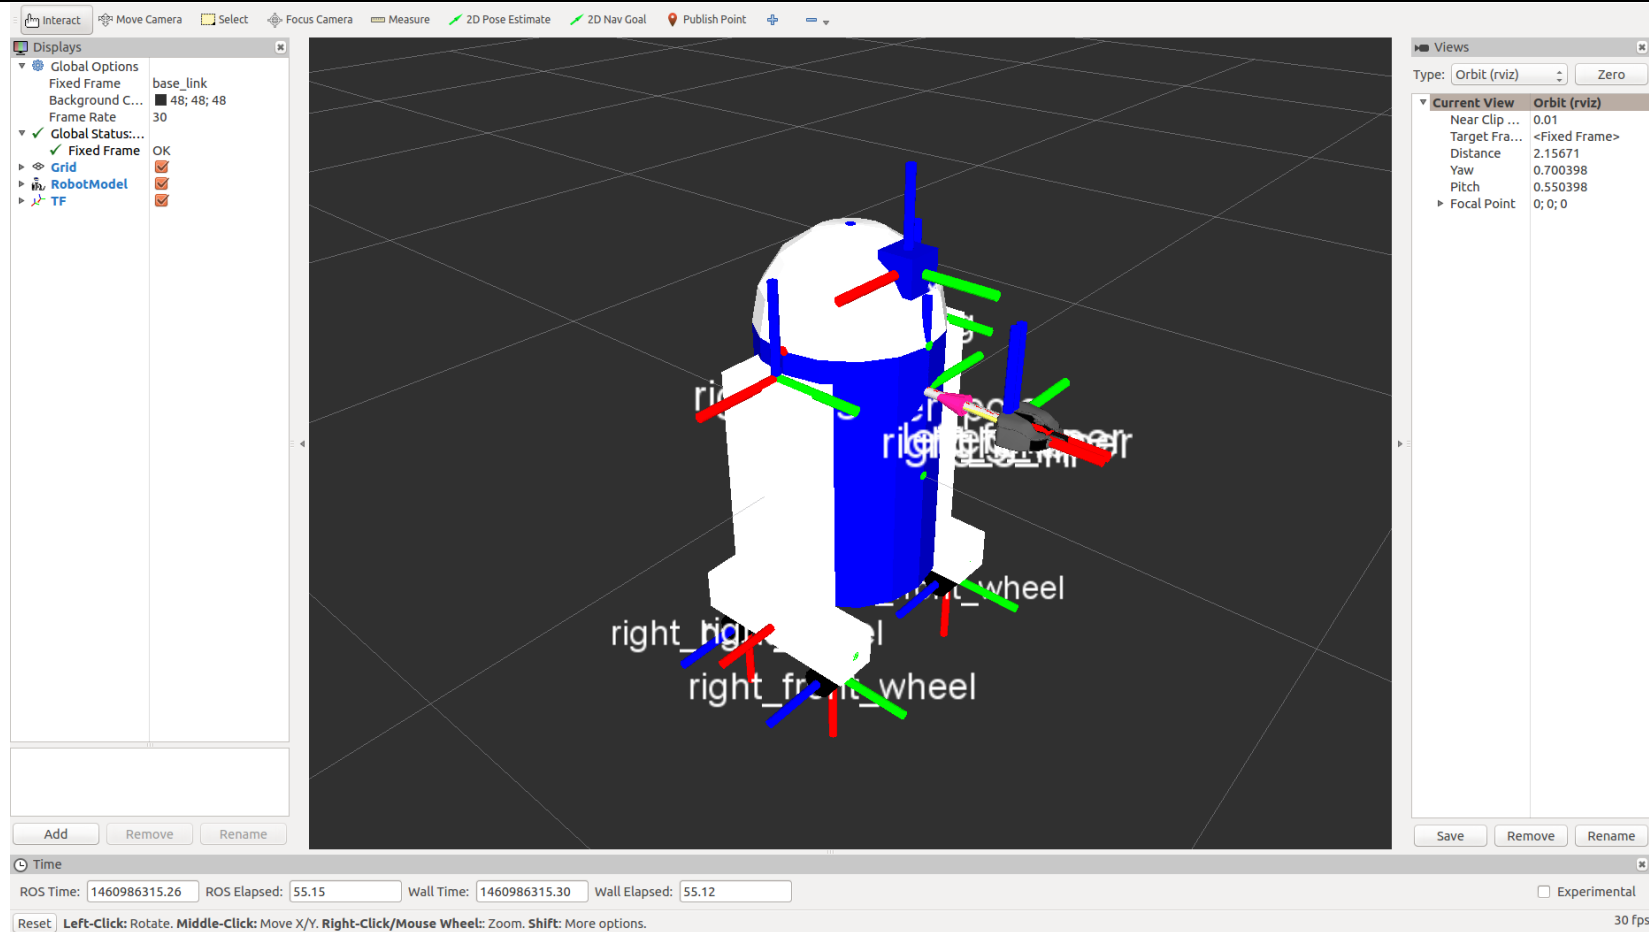 Interact Move Camera Select Focus Camera Measure 2D Pose Estimate 2D Nav Goal Publish Point
Displays
Global Options
Fixed Frame base_link
Background C... 48; 48; 48
Frame Rate 30
Global Status:...
Fixed Frame OK
Grid
RobotModel
TF
right_front_wheel
Add Remove Rename
Views
Type: Orbit (rviz) Zero
Current View Orbit (rviz)
Near Clip ... 0.01
Target Fra... <Fixed Frame>
Distance 2.15671
Yaw 0.700398
Pitch 0.550398
Focal Point 0; 0; 0
Save Remove Rename
Time
ROS Time: 1460986315.26 ROS Elapsed: 55.15 Wall Time: 1460986315.30 Wall Elapsed: 55.12 Experimental
Reset Left-Click: Rotate. Middle-Click: Move X/Y. Right-Click/Mouse Wheel:: Zoom. Shift: More options. 30 fps